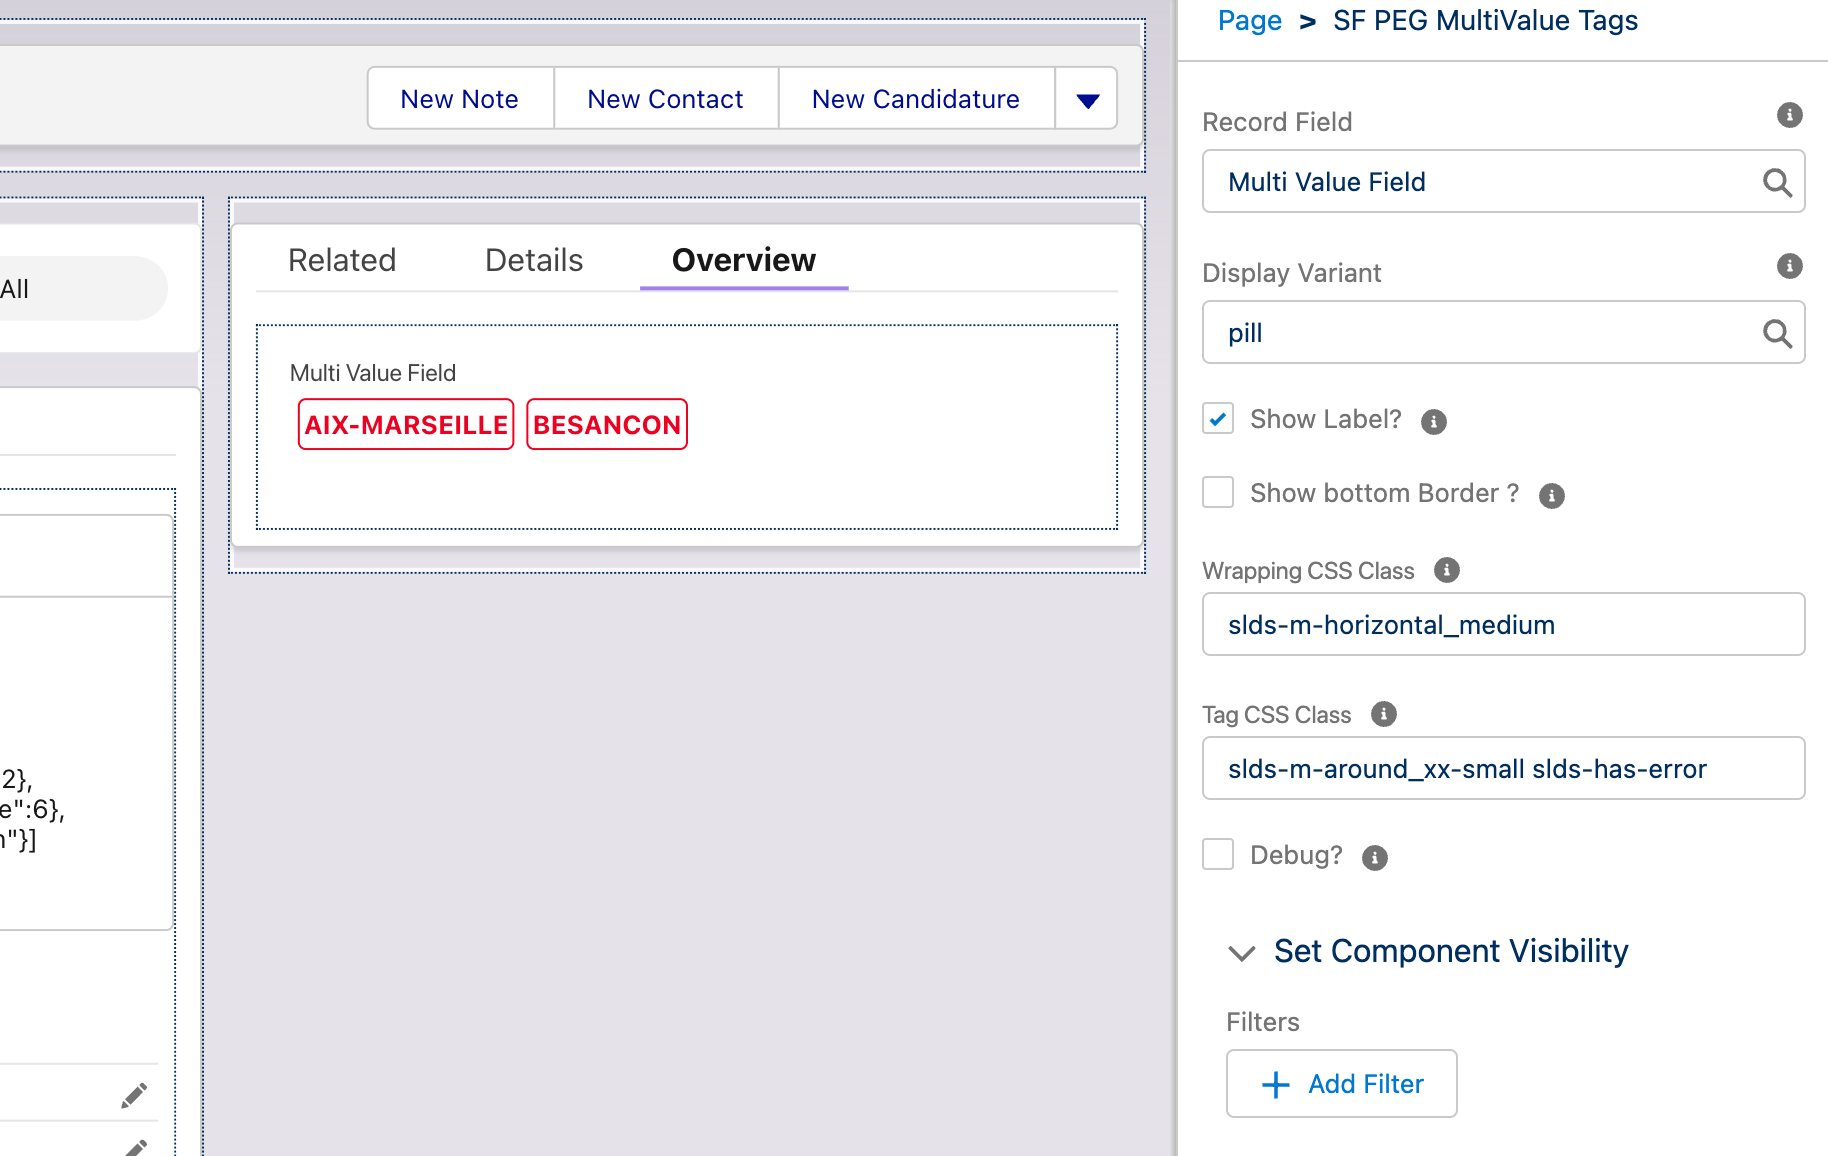 New Note
New Contact
New Candidature
All
Related
Details
Overview
Multi Value Field
AIX-MARSEILLE
BESANCON
2},
e":6},
n"}]
Page > SF PEG MultiValue Tags
Record Field
Multi Value Field
Display Variant
pill
Show Label?
Show bottom Border ?
Wrapping CSS Class
slds-m-horizontal_medium
Tag CSS Class
slds-m-around_xx-small slds-has-error
Debug?
Set Component Visibility
Filters
Add Filter